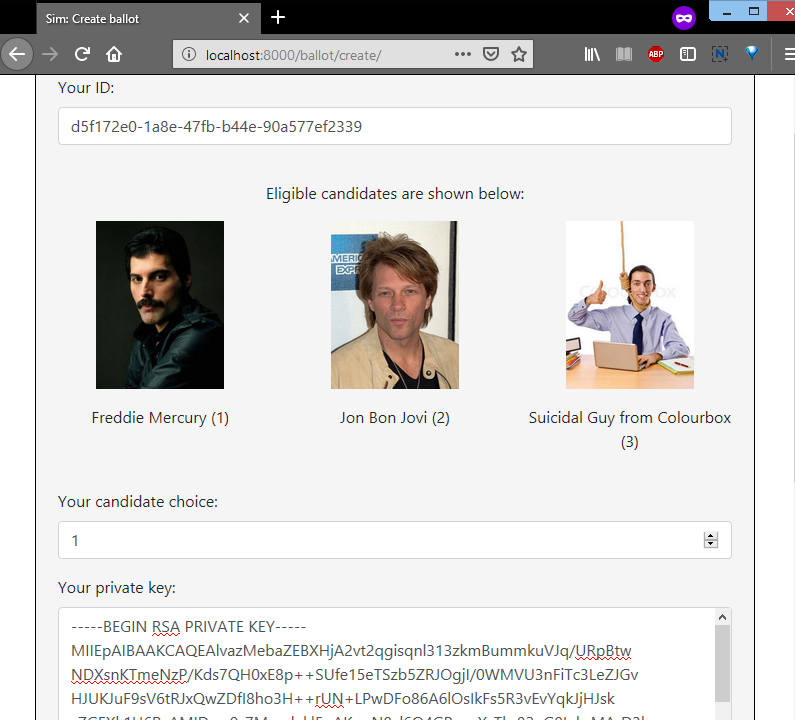 Sim: Create ballot
localhost:8000/ballot/create/
ABP
N
Your ID:
d5f172e0-1a8e-47fb-b44e-90a577ef2339
Eligible candidates are shown below:
AMERICAN
EXPR
Freddie Mercury (1)
Jon Bon Jovi (2)
Suicidal Guy from Colourbox
(3)
Your candidate choice:
1
Your private key:
-----BEGIN RSA PRIVATE KEY-----
MIIEpAIBAAKCAQEAlvazMebaZEBXHjA2vt2qgisqnl313zkmBummkuVJq/URpBtw
NDXsnKTmeNzP/Kds7QH0xE8p++SUfe15eTSzb5ZRJOgjI/0WMVU3nFiTc3LeZJGv
HJUKJuF9sV6tRJxQwZDfI8ho3H++rUN+LPwDFo86A6lOsIkFs5R3vEvYqkJjHJsk